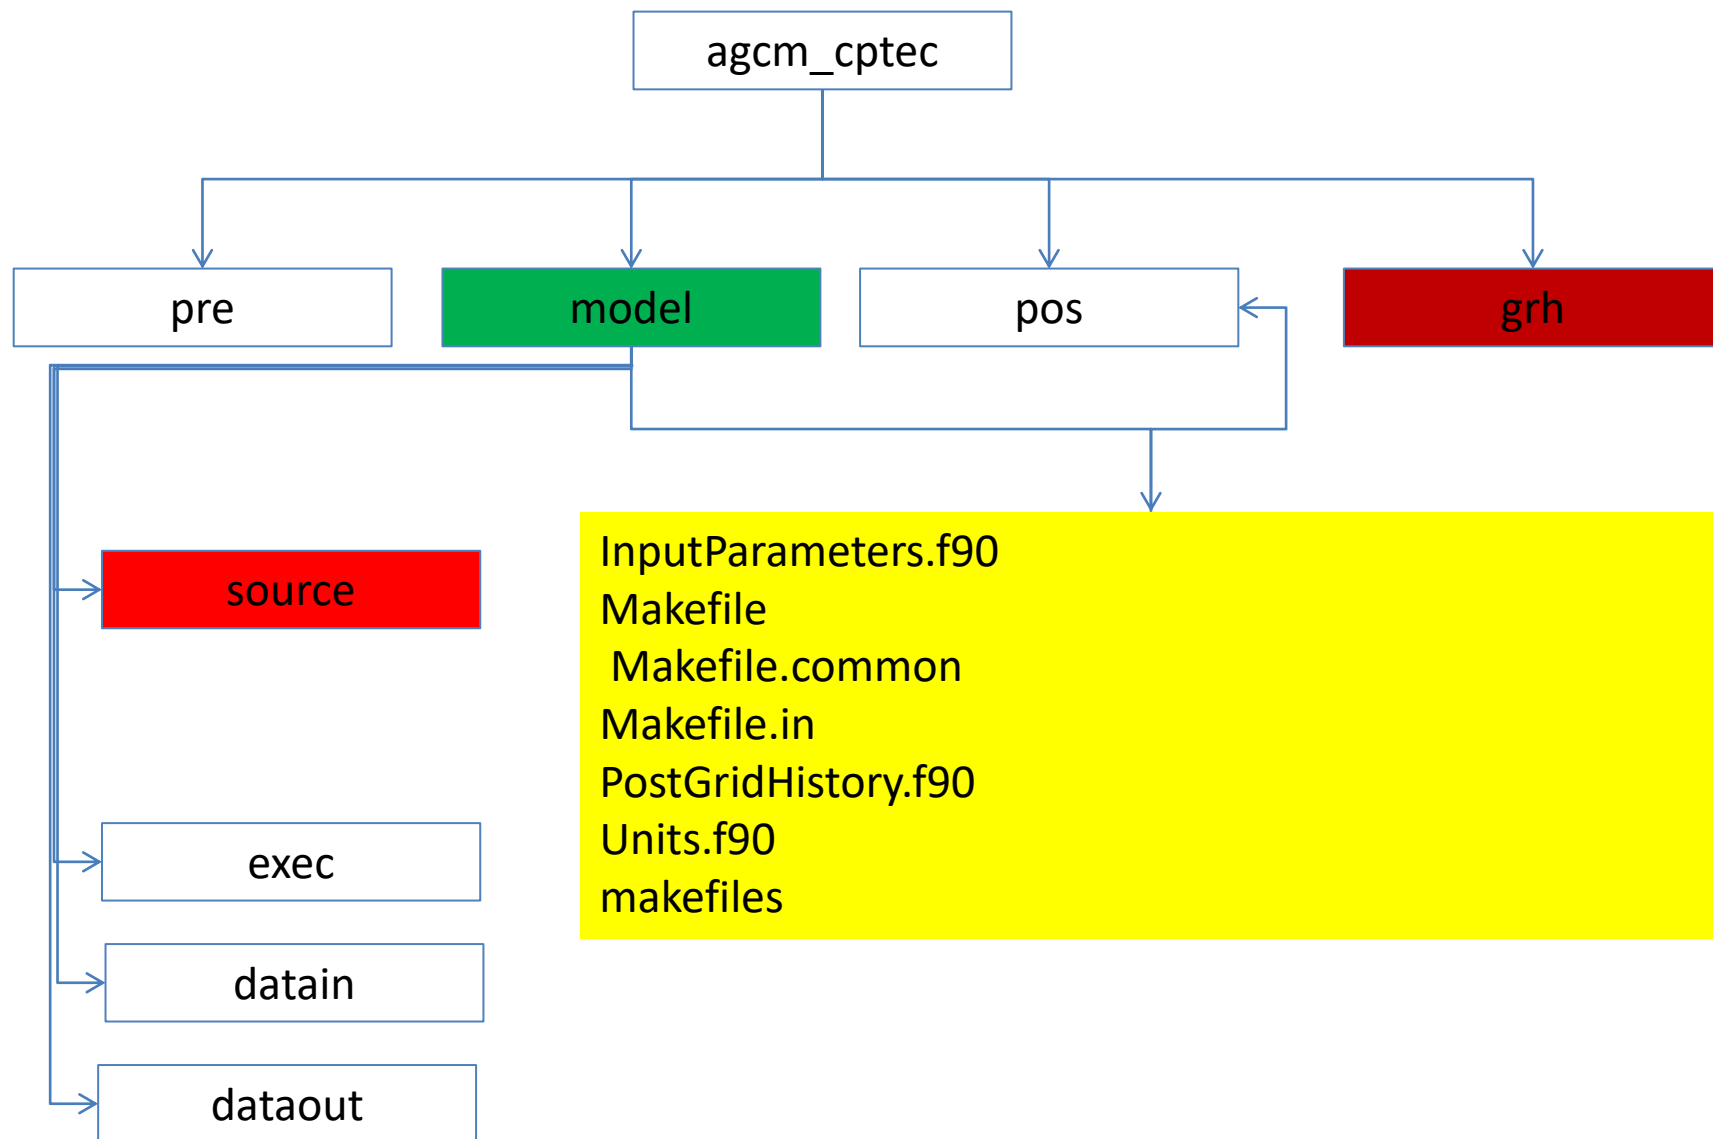 agcm_cptec
pre
model
pos
grh
source
exec
datain
dataout
InputParameters.f90
Makefile
Makefile.common
Makefile.in
PostGridHistory.f90
Units.f90
makefiles